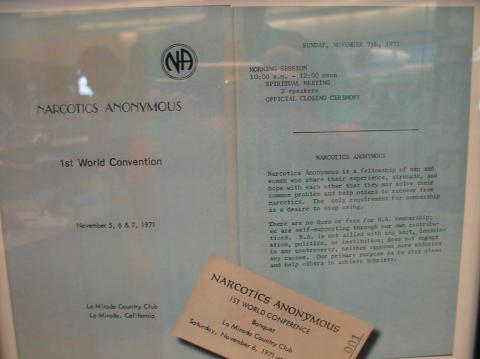 NA
NARCOTICS ANONYMOUS
1st World Convention
November 5, 6 & 7, 1971
La Mirada Country Club
La Mirada, California
SUNDAY, NOVEMBER 7th, 1971
MORNING SESSION
10:00 a.m. - 12:00 noon
SPIRITUAL MEETING
2 speakers
OFFICIAL CLOSING CEREMONY
NARCOTICS ANONYMOUS
Narcotics Anonymous is a fellowship of men and
women who share their experience, strength, and
hope with each other that they may solve their
common problem and help others to recover from
narcotics. The only requirement for membership
is a desire to stop using.
There are no dues or fees for N.A. membership;
we are self-supporting through our own contribu-
tions. N.A. is not allied with any sect, denomin-
ation, politics, or institution; does not engage
in any controversy, neither opposes nor endorses
any causes. Our primary purpose is to stay clean
and help others to achieve sobriety.
NARCOTICS ANONYMOUS
1ST WORLD CONFERENCE
Banquet
La Mirada Country Club
Saturday, November 6, 1971
001